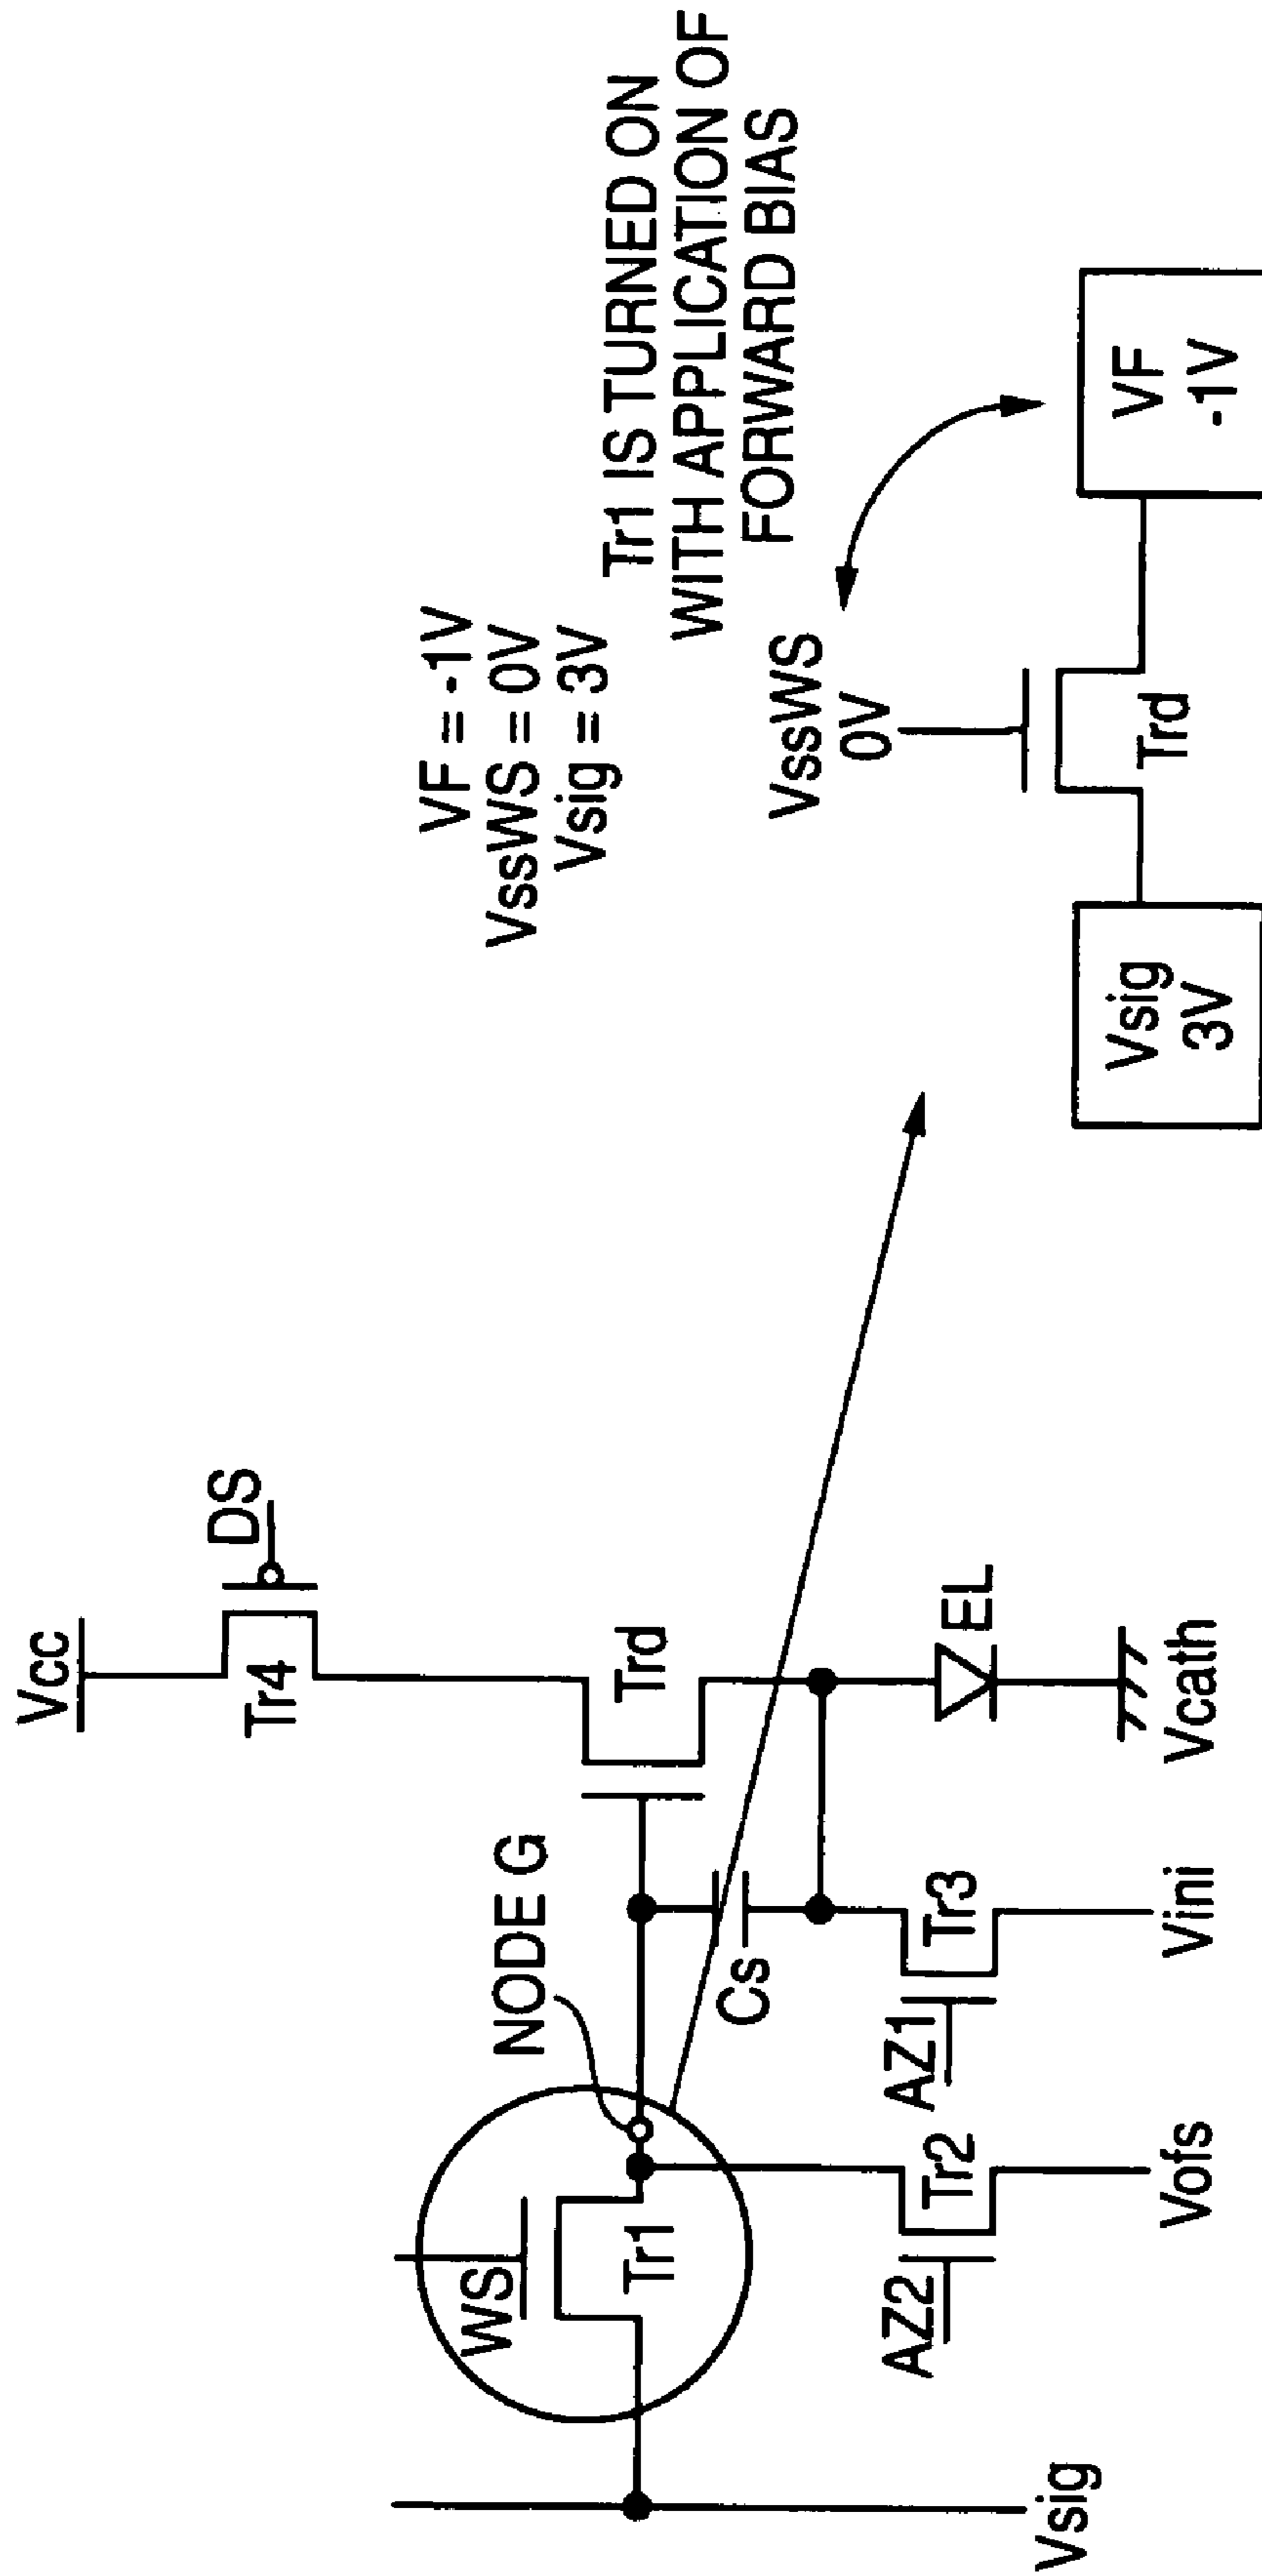 Vcc
DS
Tr4
Trd
NODE G
WS
Tr1
Cs
EL
AZ1
Tr3
AZ2
Tr2
Vsig
Vofs
Vini
Vcath
VF = -1V
VssWS = 0V
Vsig = 3V
Tr1 IS TURNED ON
WITH APPLICATION OF
FORWARD BIAS
VssWS
0V
Trd
Vsig
3V
VF
-1V